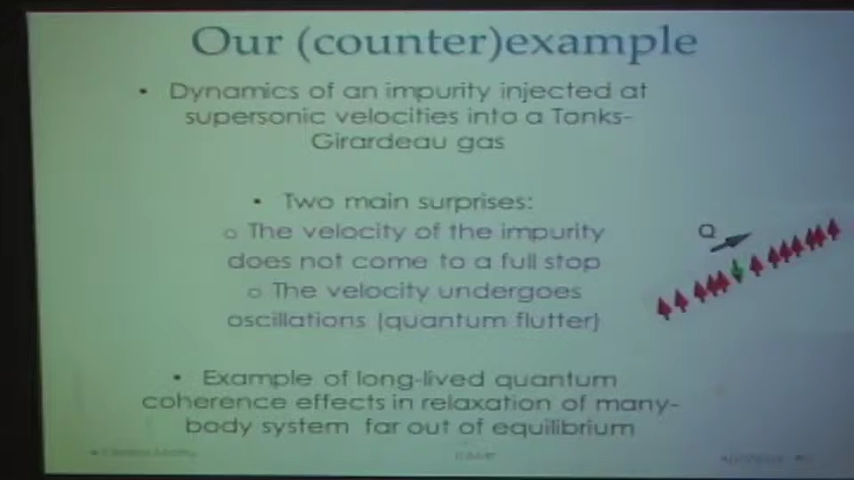 Our (counter)example
• Dynamics of an impurity injected at
supersonic velocities into a Tonks-
Girardeau gas
• Two main surprises:
o The velocity of the impurity
does not come to a full stop
o The velocity undergoes
oscillations (quantum flutter)
Q
• Example of long-lived quantum
coherence effects in relaxation of many-
body system far out of equilibrium